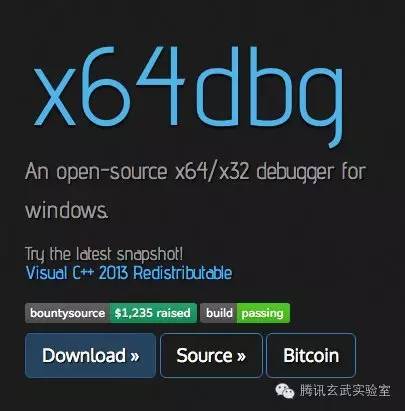 x64dbg
An open-source x64/x32 debugger for
windows.
Try the latest snapshot!
Visual C++ 2013 Redistributable
bountysource $1,235 raised build passing
Download » Source » Bitcoin
腾讯玄武实验室